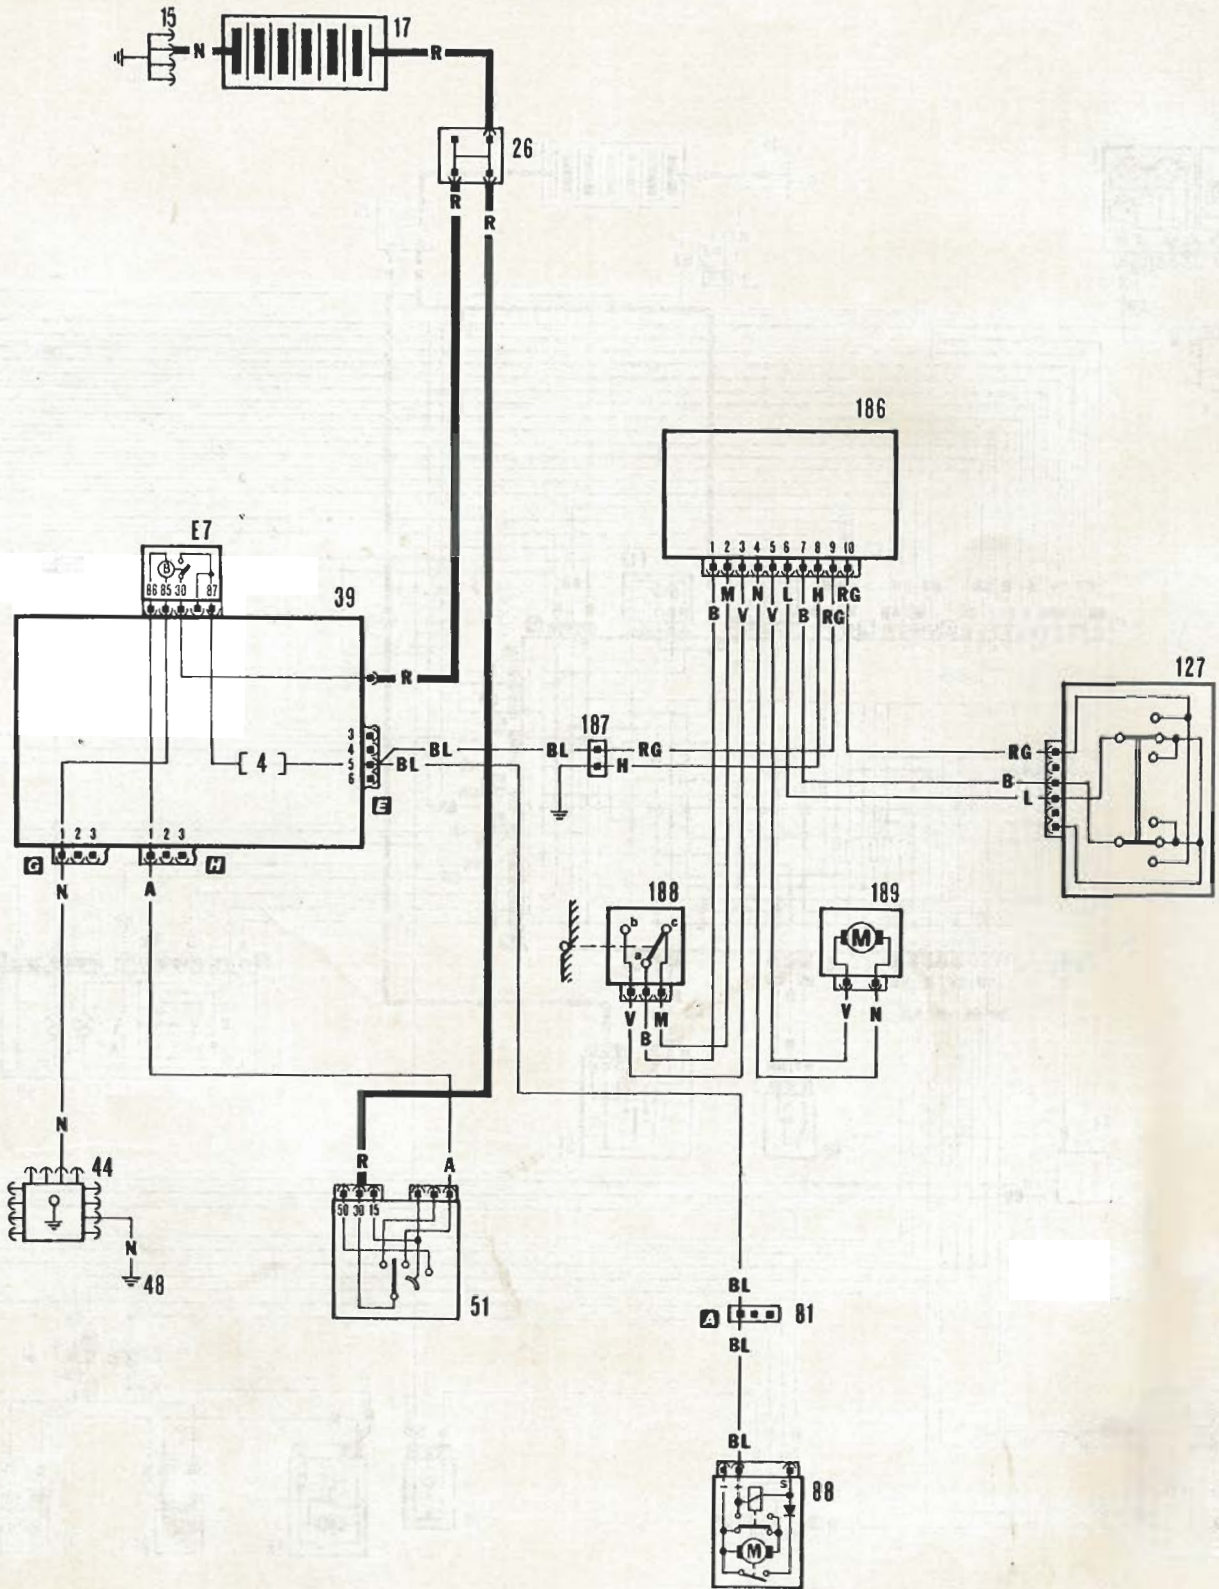 15
17
N
R
26
R
R
186
E7
B
86 85 30 87
39
1 2 3 4 5 6 7 8 9 10
M N L H RG
B V V B RG
127
R
3
4
5
6
4
BL
BL
BL
187
RG
H
RG
B
L
E
1 2 3
1 2 3
G
H
N
A
188
b
c
a
189
M
V
B
M
V
N
N
44
R
A
50 30 15
N
48
51
BL
A
81
BL
BL
S
88
M